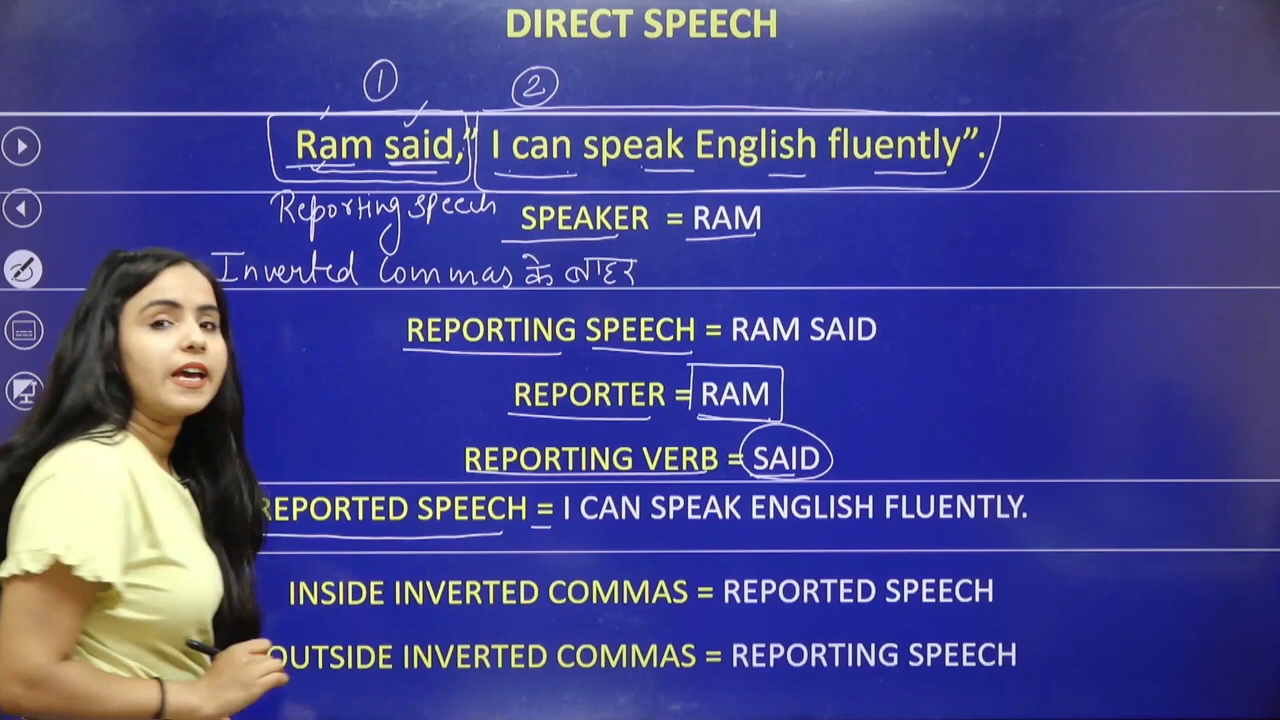 DIRECT SPEECH
1 2
Ram said,” I can speak English fluently”.
Reporting speech
SPEAKER = RAM
Inverted Commas के बाहर
REPORTING SPEECH = RAM SAID
REPORTER = RAM
REPORTING VERB = SAID
REPORTED SPEECH = I CAN SPEAK ENGLISH FLUENTLY.
INSIDE INVERTED COMMAS = REPORTED SPEECH
OUTSIDE INVERTED COMMAS = REPORTING SPEECH